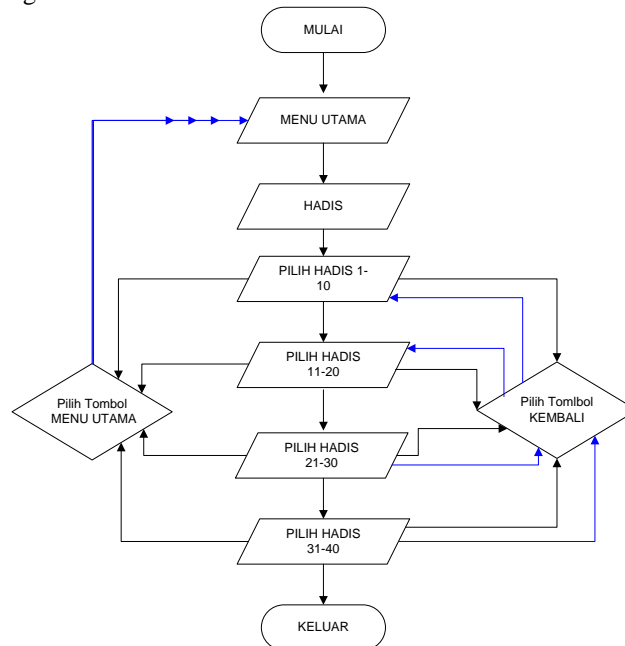 MULAI
MENU UTAMA
HADIS
PILIH HADIS 1-
10
PILIH HADIS
11-20
Pilih Tombol
MENU UTAMA
Pilih Tomlbol
KEMBALI
PILIH HADIS
21-30
PILIH HADIS
31-40
KELUAR